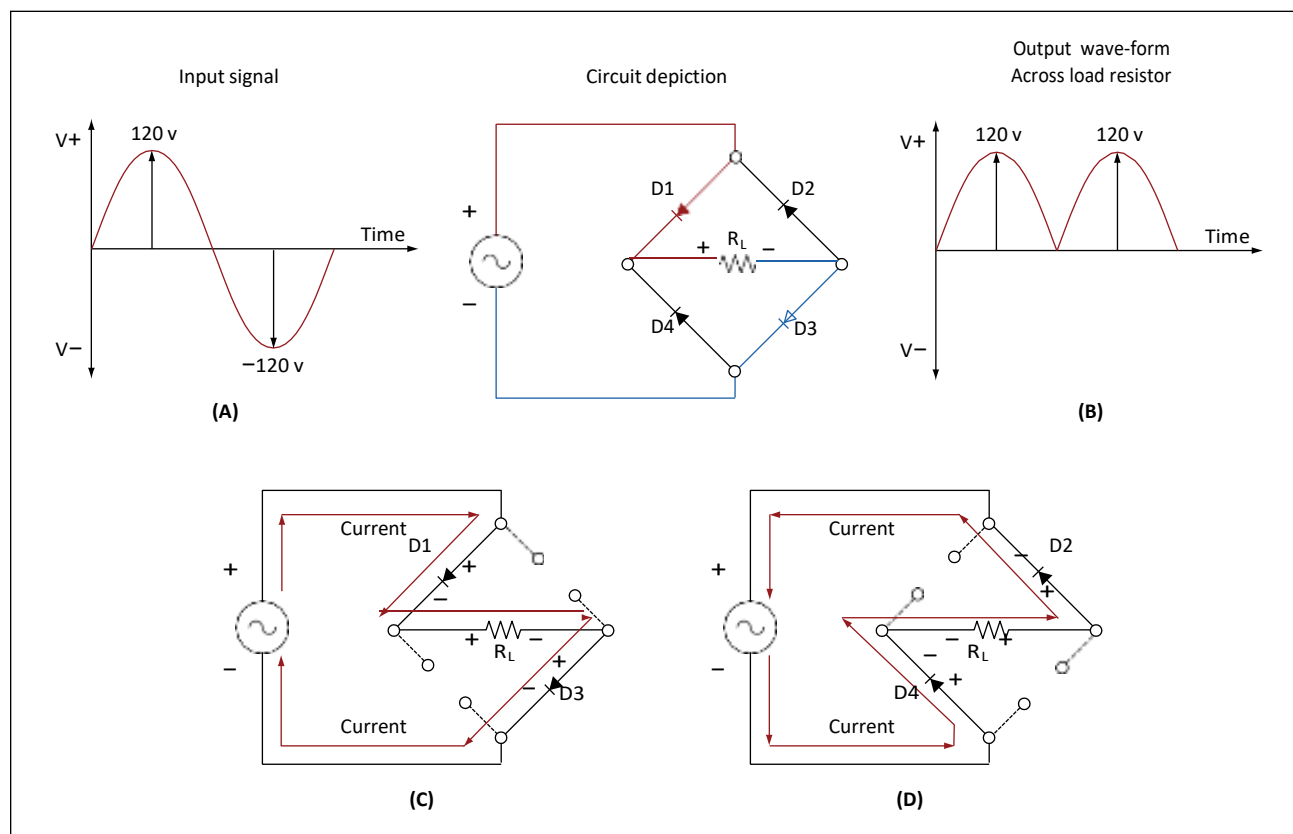 Input signal
Circuit depiction
Output wave-form
Across load resistor
V+
120 v
Time
V−
−120 v
(A)
+
−
D1
D2
+
RL
−
D4
D3
V+
120 v
120 v
Time
V−
(B)
Current
D1
+
−
+
−
+
RL
−
+
−
D3
Current
(C)
Current
D2
−
+
+
−
−
RL
+
−
+
D4
Current
(D)